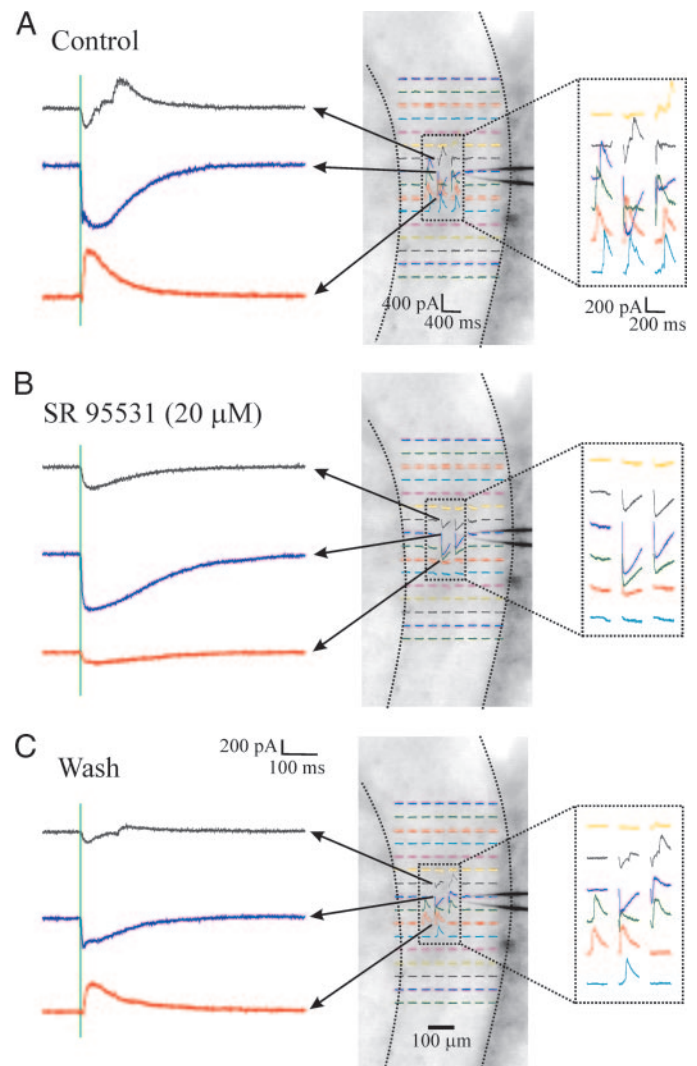 A
Control
400 pA
400 ms
200 pA
200 ms
B
SR 95531 (20 μM)
C
Wash
200 pA
100 ms
100 μm